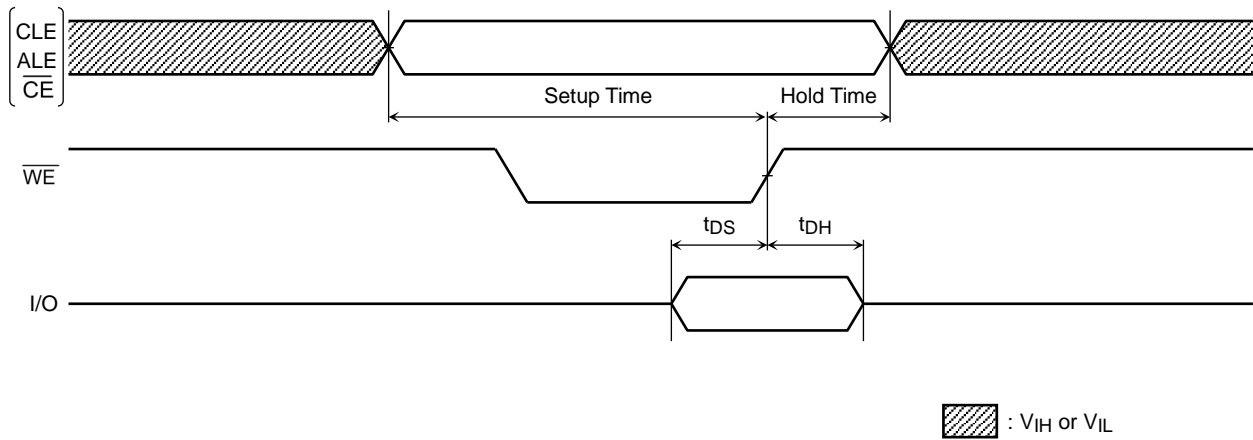 CLE
ALE
CE
Setup Time Hold Time
WE
tDS tDH
I/O
: VIH or VIL